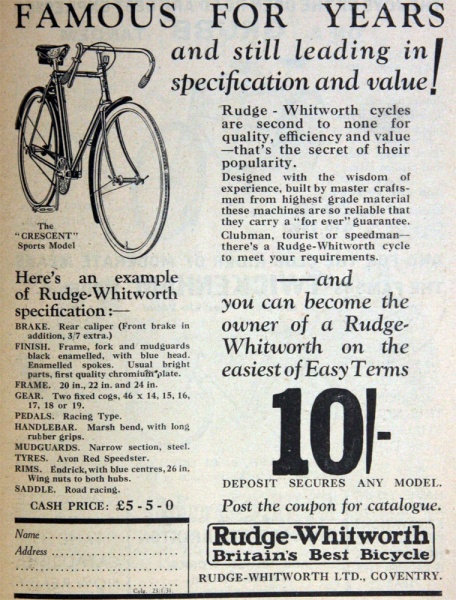 FAMOUS FOR YEARS
and still leading in
specification and value!
Rudge - Whitworth cycles
are second to none for
quality, efficiency and value
—that's the secret of their
popularity.
Designed with the wisdom of
experience, built by master crafts-
men from highest grade material
these machines are so reliable that
they carry a "for ever" guarantee.
Clubman, tourist or speedman—
there's a Rudge-Whitworth cycle
to meet your requirements.
The
"CRESCENT"
Sports Model
Here's an example
of Rudge-Whitworth
specification :—
BRAKE. Rear caliper (Front brake in
addition, 3/7 extra.)
FINISH. Frame, fork and mudguards
black enamelled, with blue head.
Enamelled spokes. Usual bright
parts, first quality chromium plate.
FRAME. 20 in., 22 in. and 24 in.
GEAR. Two fixed cogs, 46 x 14, 15, 16,
17, 18 or 19.
PEDALS. Racing Type.
HANDLEBAR. Marsh bend, with long
rubber grips.
MUDGUARDS. Narrow section, steel.
TYRES. Avon Red Speedster.
RIMS. Endrick, with blue centres, 26 in.
Wing nuts to both hubs.
SADDLE. Road racing.
CASH PRICE: £5 - 5 - 0
—and
you can become the
owner of a Rudge-
Whitworth on the
easiest of Easy Terms
10/-
DEPOSIT SECURES ANY MODEL.
Post the coupon for catalogue.
Name
Address
Rudge-Whitworth
Britain's Best Bicycle
RUDGE-WHITWORTH LTD., COVENTRY.